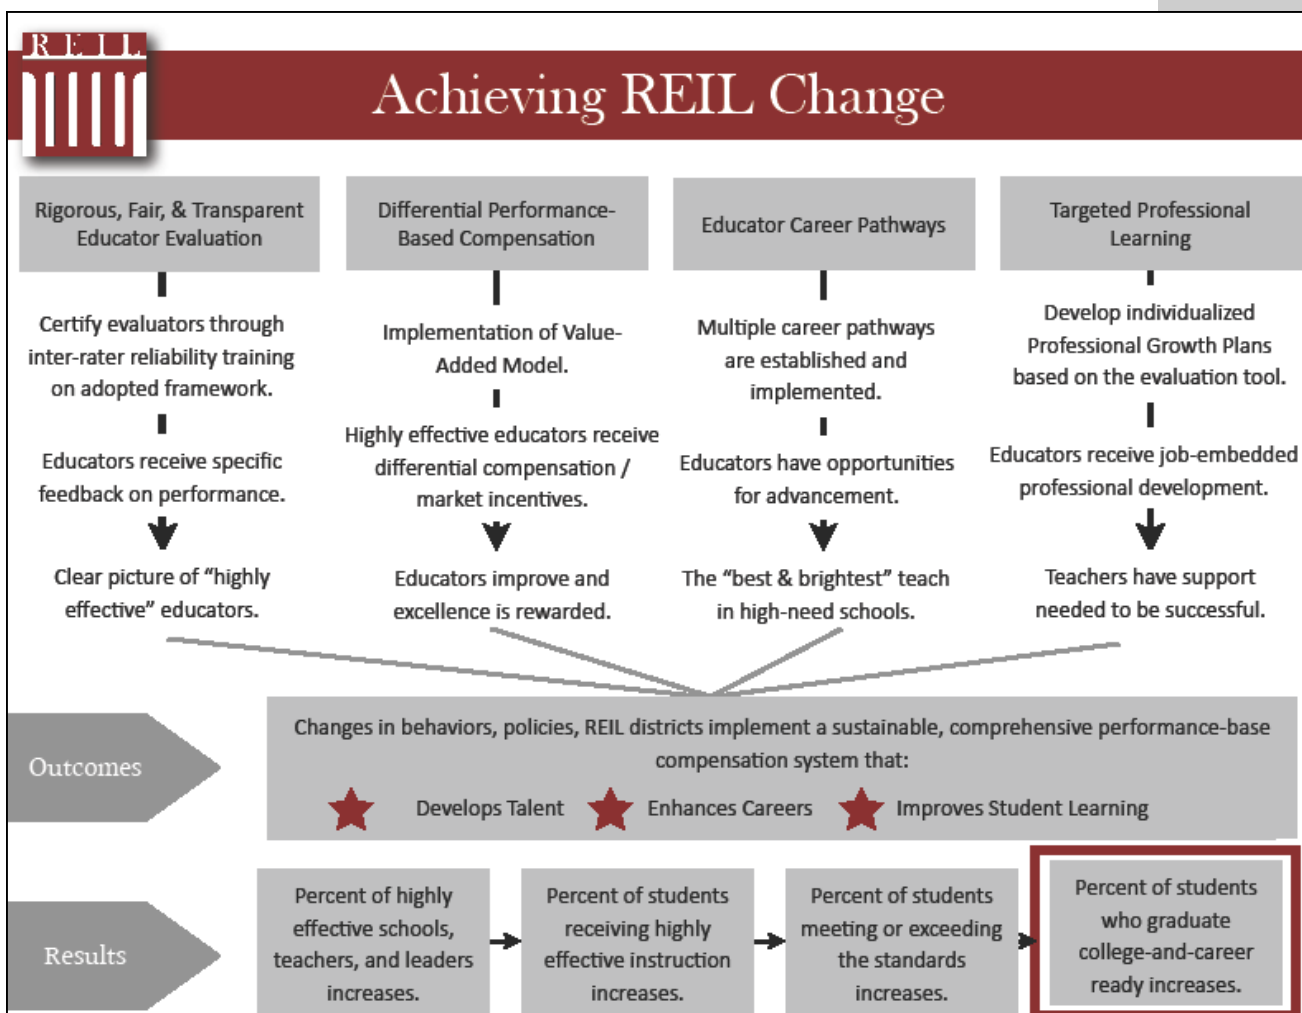 REIL
Achieving REIL Change
Rigorous, Fair, & Transparent
Educator Evaluation
Certify evaluators through
inter-rater reliability training
on adopted framework.
Educators receive specific
feedback on performance.
Clear picture of “highly
effective” educators.
Differential Performance-
Based Compensation
Implementation of Value-
Added Model.
Highly effective educators receive
differential compensation /
market incentives.
Educators improve and
excellence is rewarded.
Educator Career Pathways
Multiple career pathways
are established and
implemented.
Educators have opportunities
for advancement.
The “best & brightest” teach
in high-need schools.
Targeted Professional
Learning
Develop individualized
Professional Growth Plans
based on the evaluation tool.
Educators receive job-embedded
professional development.
Teachers have support
needed to be successful.
Outcomes
Changes in behaviors, policies, REIL districts implement a sustainable, comprehensive performance-base
compensation system that:
Develops Talent
Enhances Careers
Improves Student Learning
Results
Percent of highly
effective schools,
teachers, and leaders
increases.
Percent of students
receiving highly
effective instruction
increases.
Percent of students
meeting or exceeding
the standards
increases.
Percent of students
who graduate
college-and-career
ready increases.